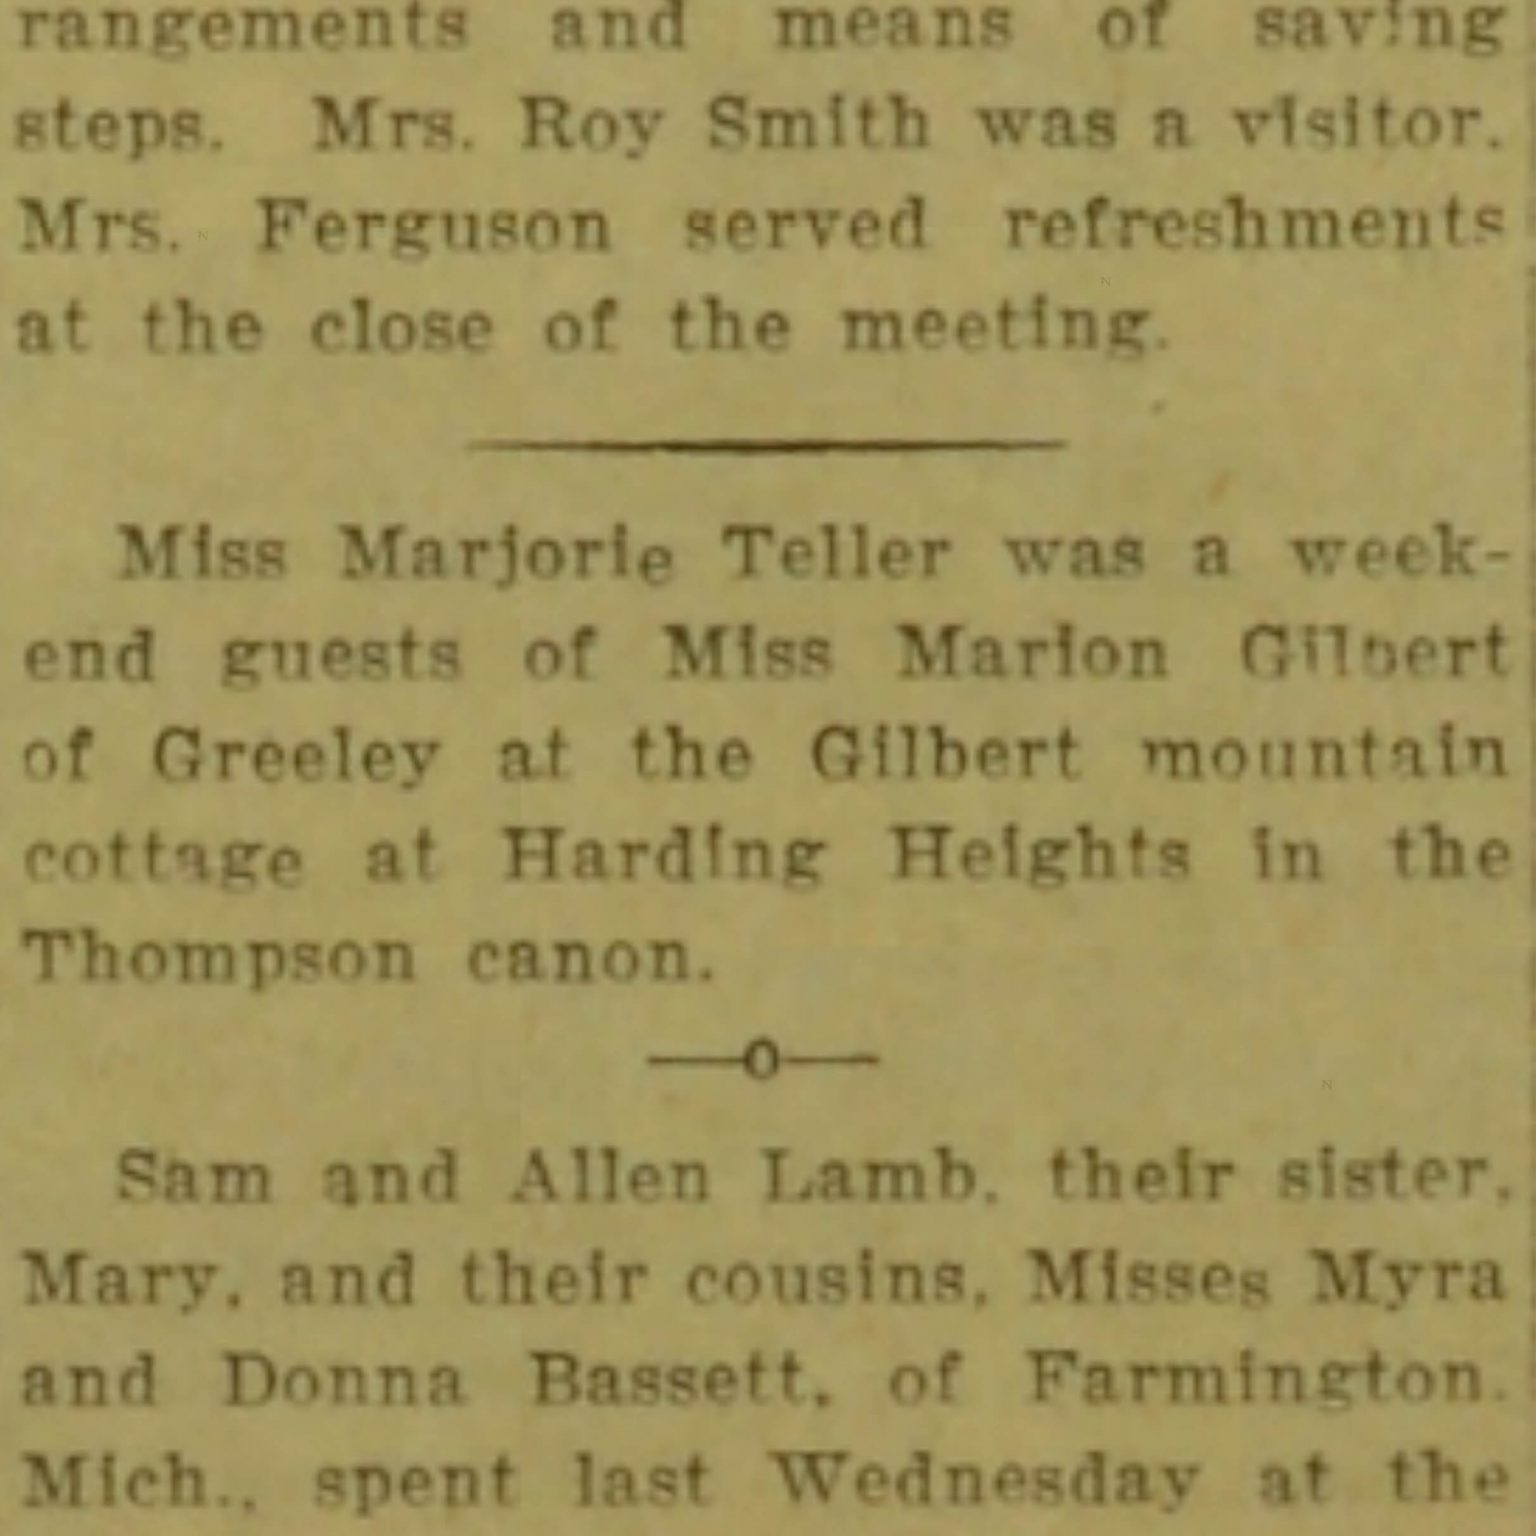 rangements and means of saving
steps. Mrs. Roy Smith was a visitor.
Mrs. Ferguson served refreshments
at the close of the meeting.
Miss Marjorie Teller was a week-
end guests of Miss Marion Gilbert
of Greeley at the Gilbert mountain
cottage at Harding Heights in the
Thompson canon.
—o—
Sam and Allen Lamb, their sister,
Mary, and their cousins, Misses Myra
and Donna Bassett, of Farmington.
Mich., spent last Wednesday at the